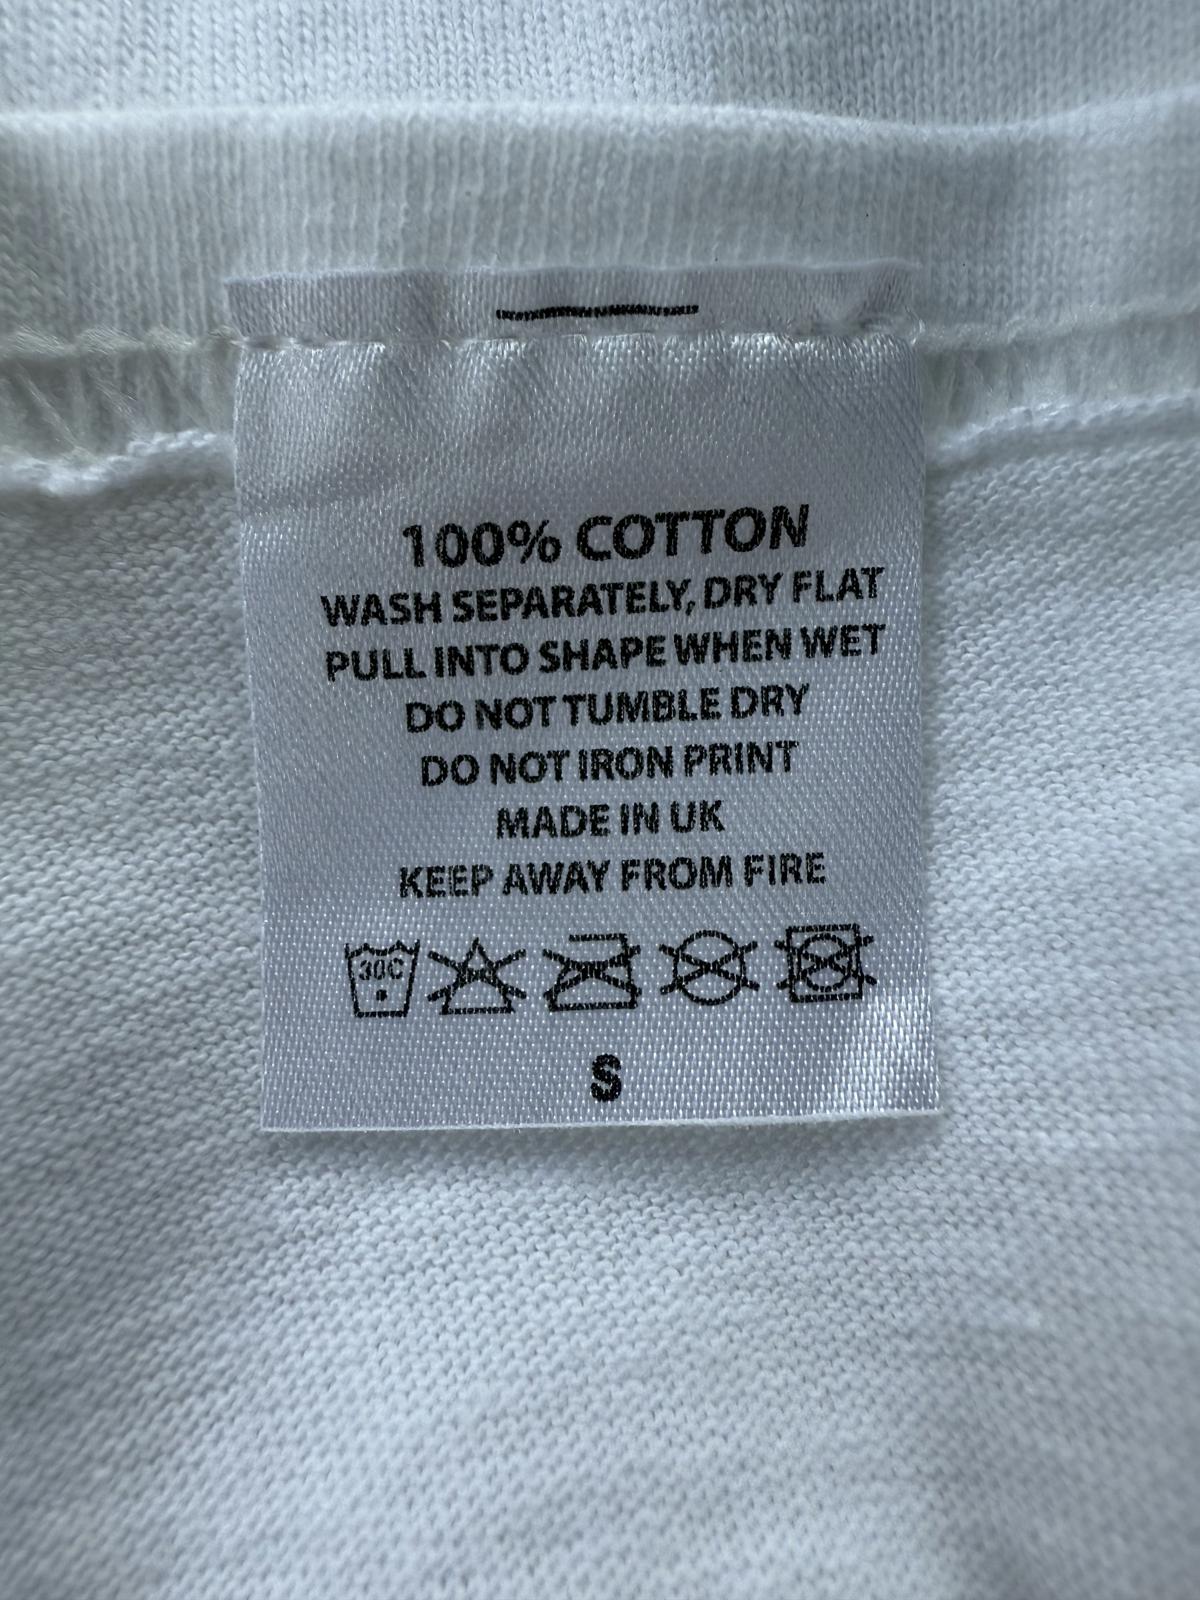 100% COTTON
WASH SEPARATELY, DRY FLAT
PULL INTO SHAPE WHEN WET
DO NOT TUMBLE DRY
DO NOT IRON PRINT
MADE IN UK
KEEP AWAY FROM FIRE
30C
S